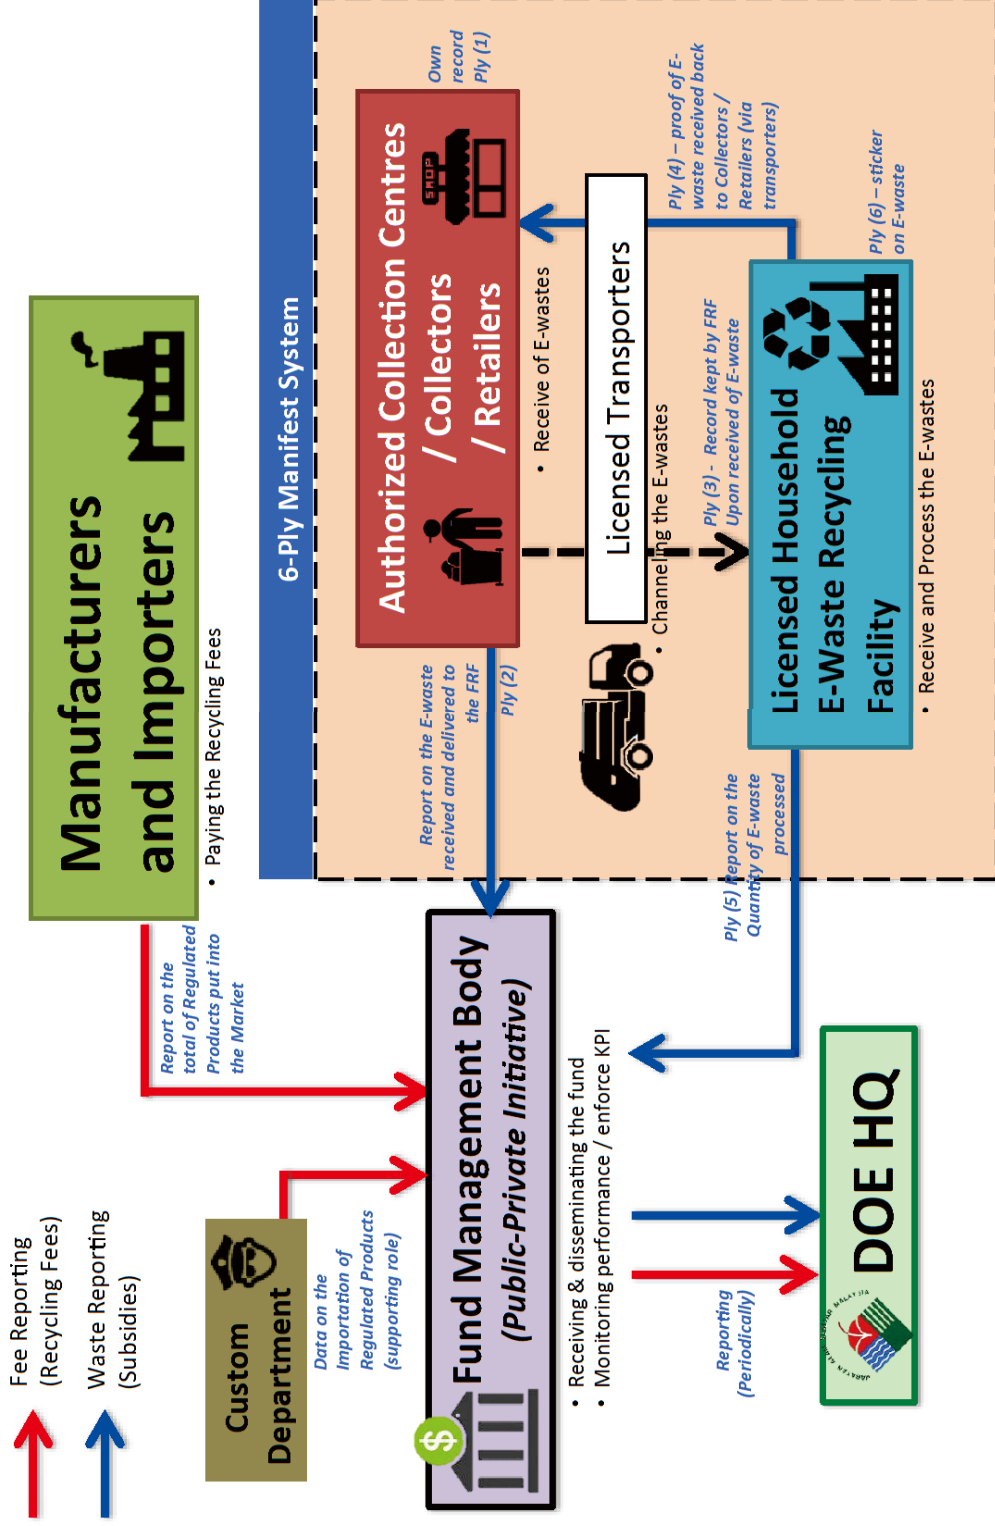 Fee Reporting
(Recycling Fees)
Waste Reporting
(Subsidies)
Manufacturers
and Importers
• Paying the Recycling Fees
Report on the
total of Regulated
Products put into
the Market
Custom
Department
Data on the
Importation of
Regulated Products
(supporting role)
6-Ply Manifest System
Authorized Collection Centres
/ Collectors
/ Retailers
SHOP
Own
record
Ply (1)
• Receive of E-wastes
Report on the E-waste
received and delivered to
the FRF
Ply (2)
$
Fund Management Body
(Public-Private Initiative)
• Receiving & disseminating the fund
• Monitoring performance / enforce KPI
Licensed Transporters
• Channeling the E-wastes
Ply (3) - Record kept by FRF
Upon received of E-waste
Ply (4) – proof of E-
waste received back
to Collectors /
Retailers (via
transporters)
Licensed Household
E-Waste Recycling
Facility
Ply (6) – sticker
on E-waste
• Receive and Process the E-wastes
Ply (5) Report on the
Quantity of E-waste
processed
Reporting
(Periodically)
DOE HQ